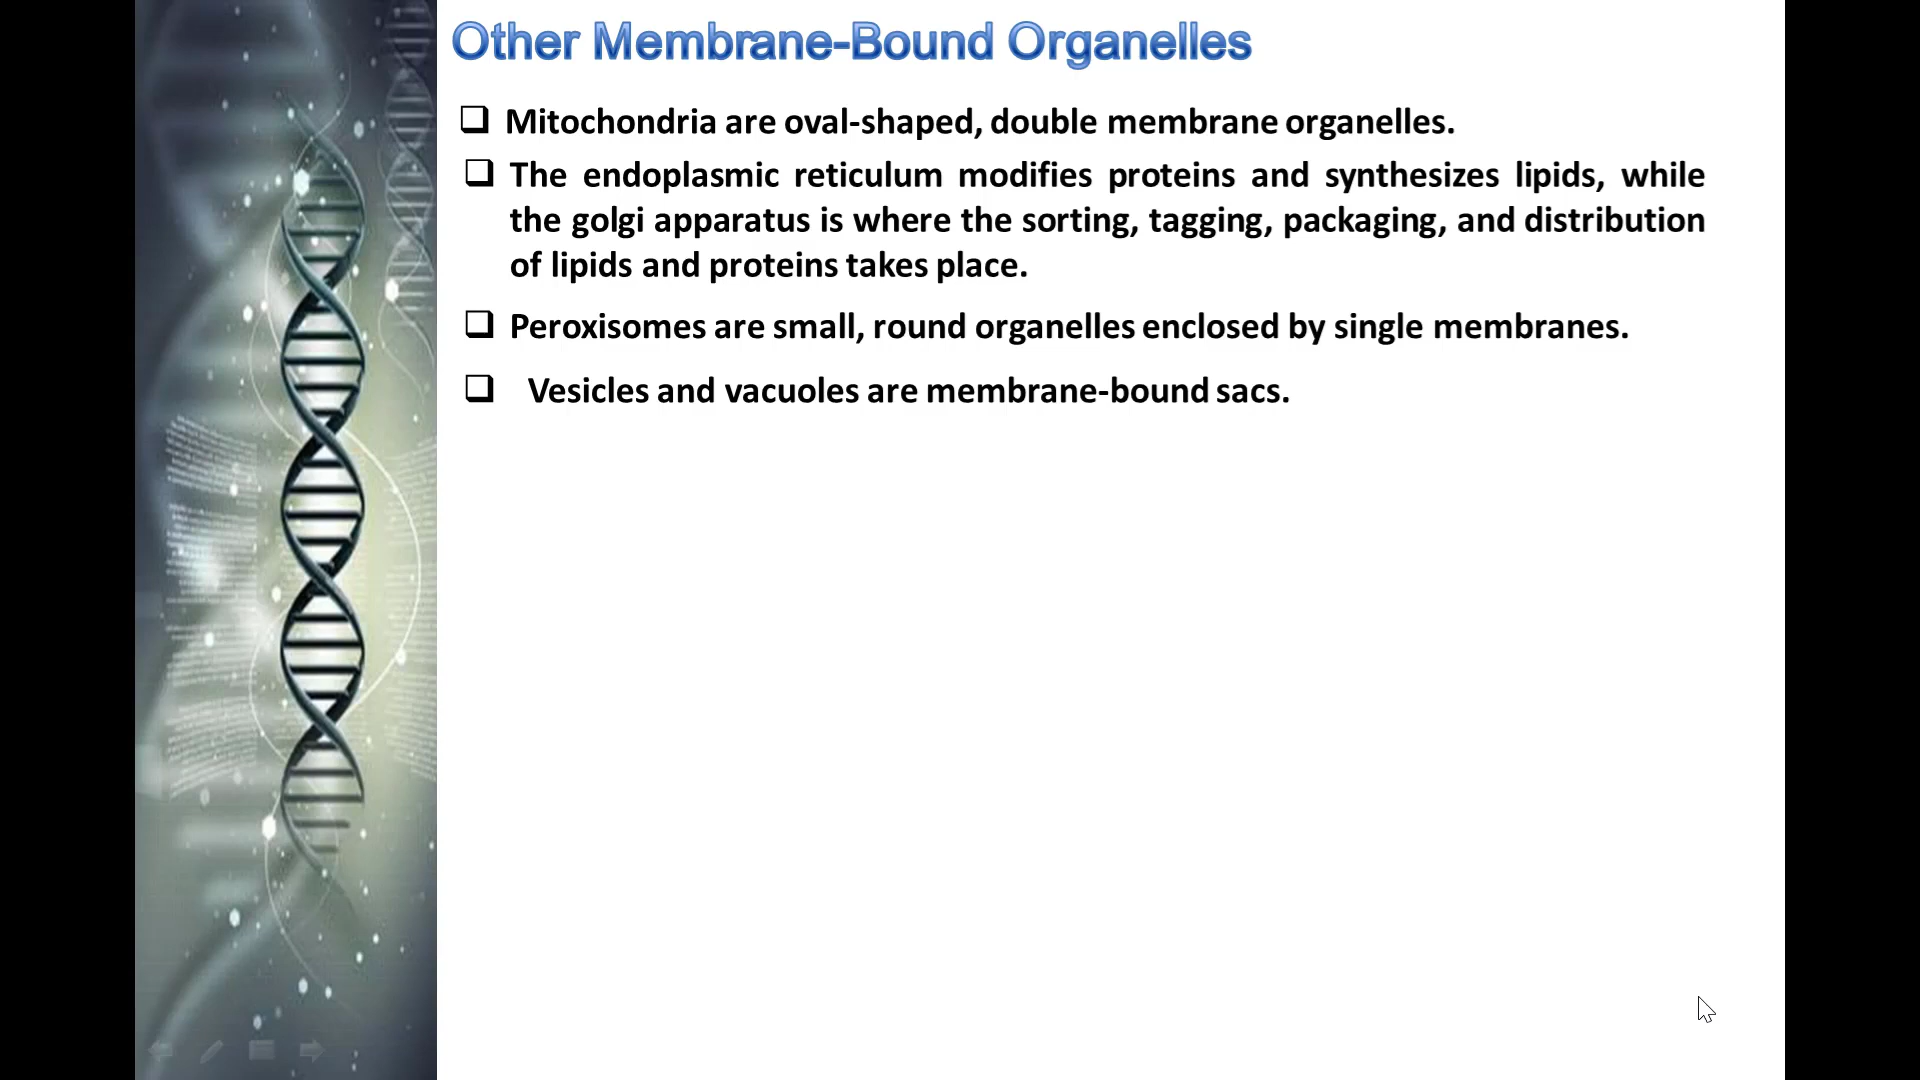 Other Membrane-Bound Organelles
❑ Mitochondria are oval-shaped, double membrane organelles.
❑ The endoplasmic reticulum modifies proteins and synthesizes lipids, while
the golgi apparatus is where the sorting, tagging, packaging, and distribution
of lipids and proteins takes place.
❑ Peroxisomes are small, round organelles enclosed by single membranes.
❑ Vesicles and vacuoles are membrane-bound sacs.